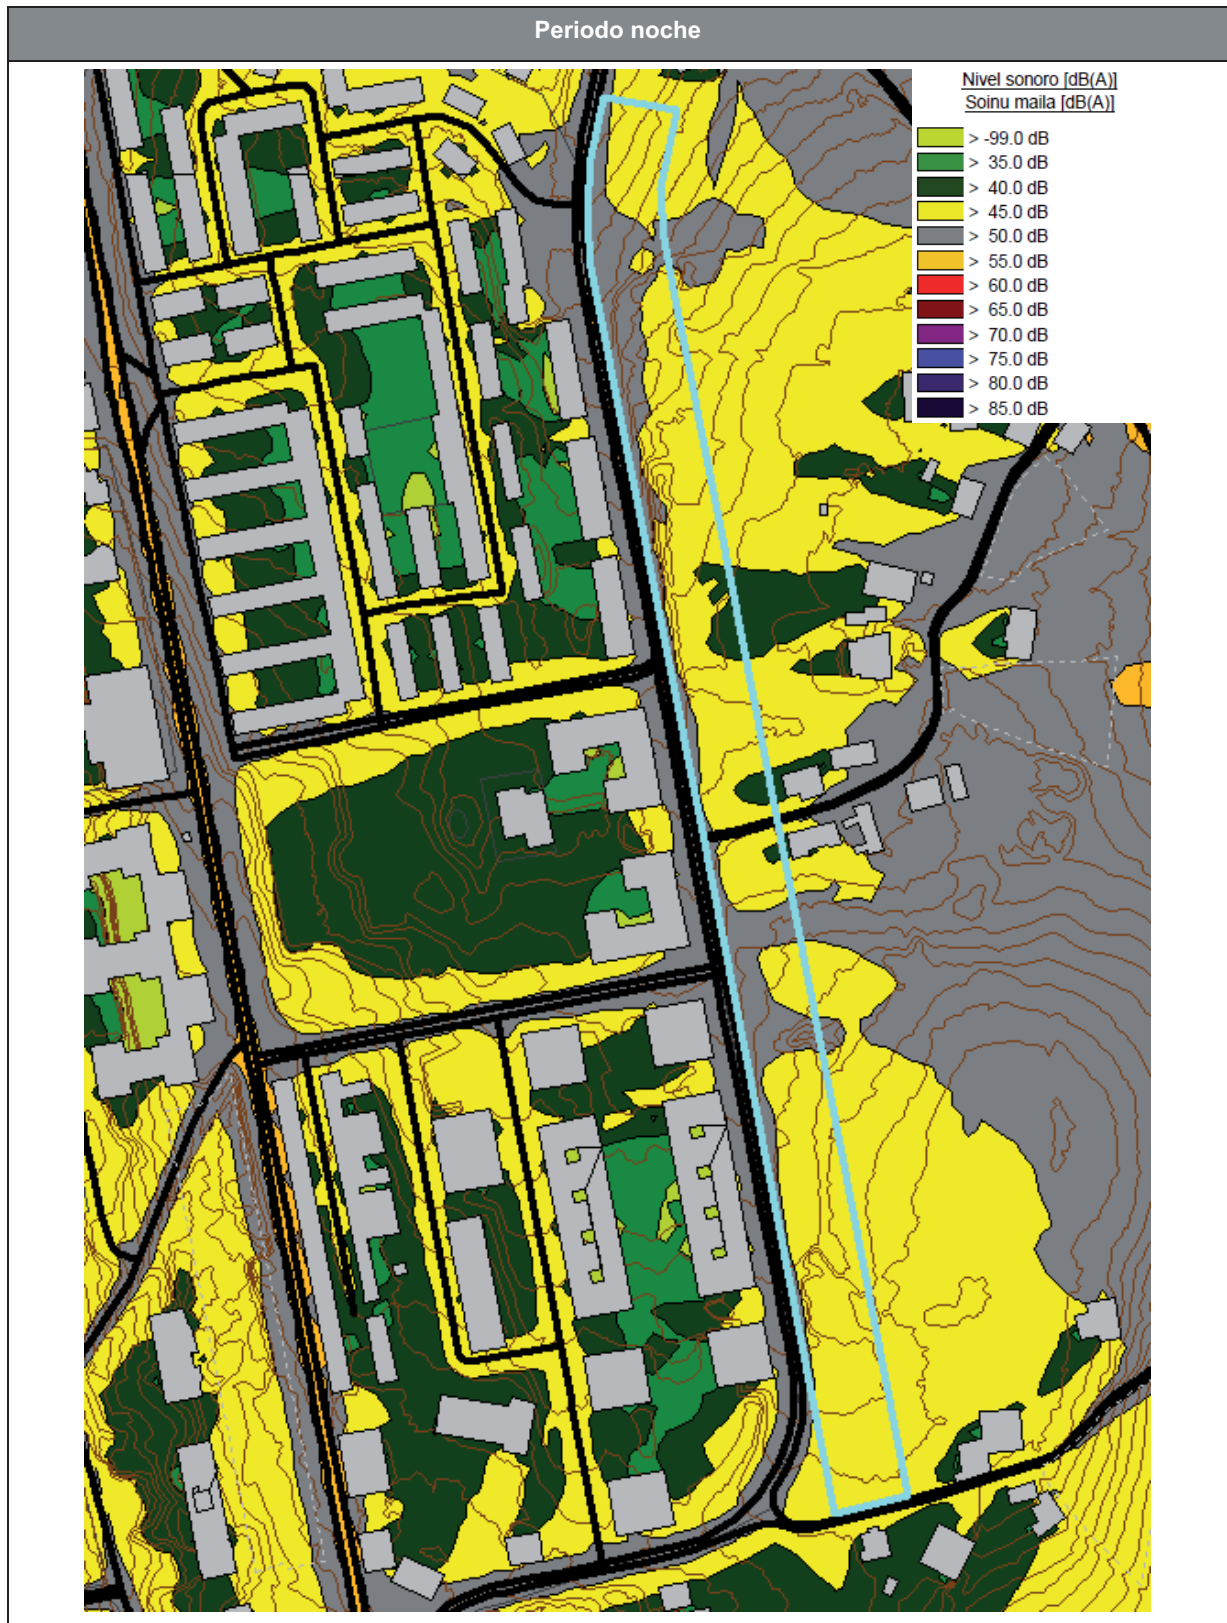 Periodo noche
Nivel sonoro [dB(A)]
Soinu maila [dB(A)]
> -99.0 dB
> 35.0 dB
> 40.0 dB
> 45.0 dB
> 50.0 dB
> 55.0 dB
> 60.0 dB
> 65.0 dB
> 70.0 dB
> 75.0 dB
> 80.0 dB
> 85.0 dB